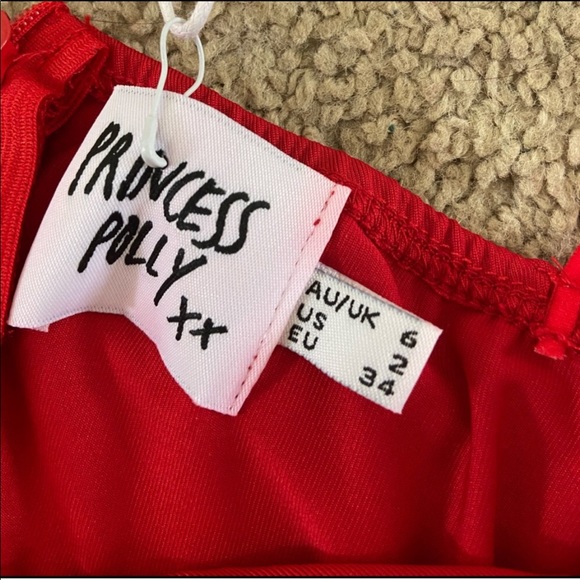 PRINCESS
POLLY
xx
AU/UK 6
US 2
EU 34